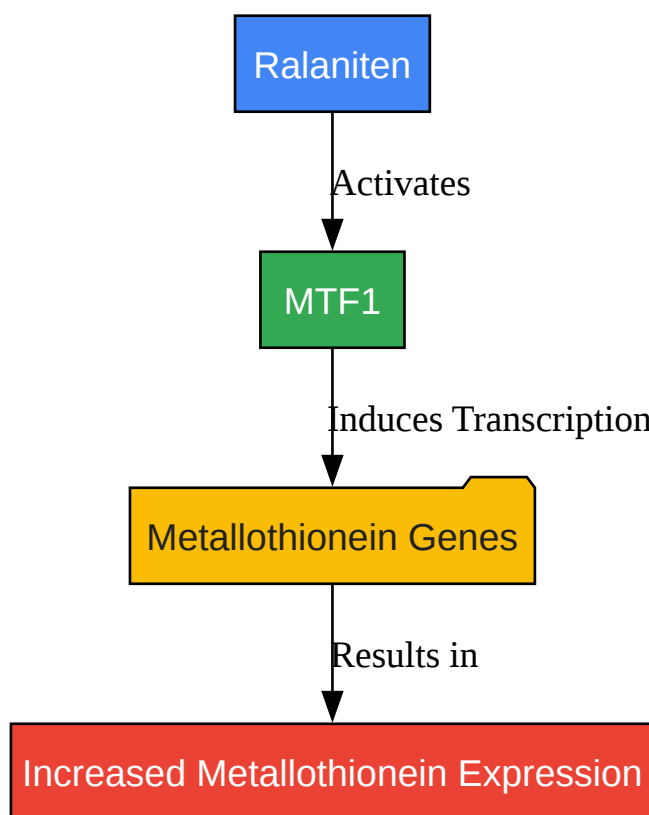 Ralaniten
Activates
MTF1
Induces Transcription
Metallothionein Genes
Results in
Increased Metallothionein Expression